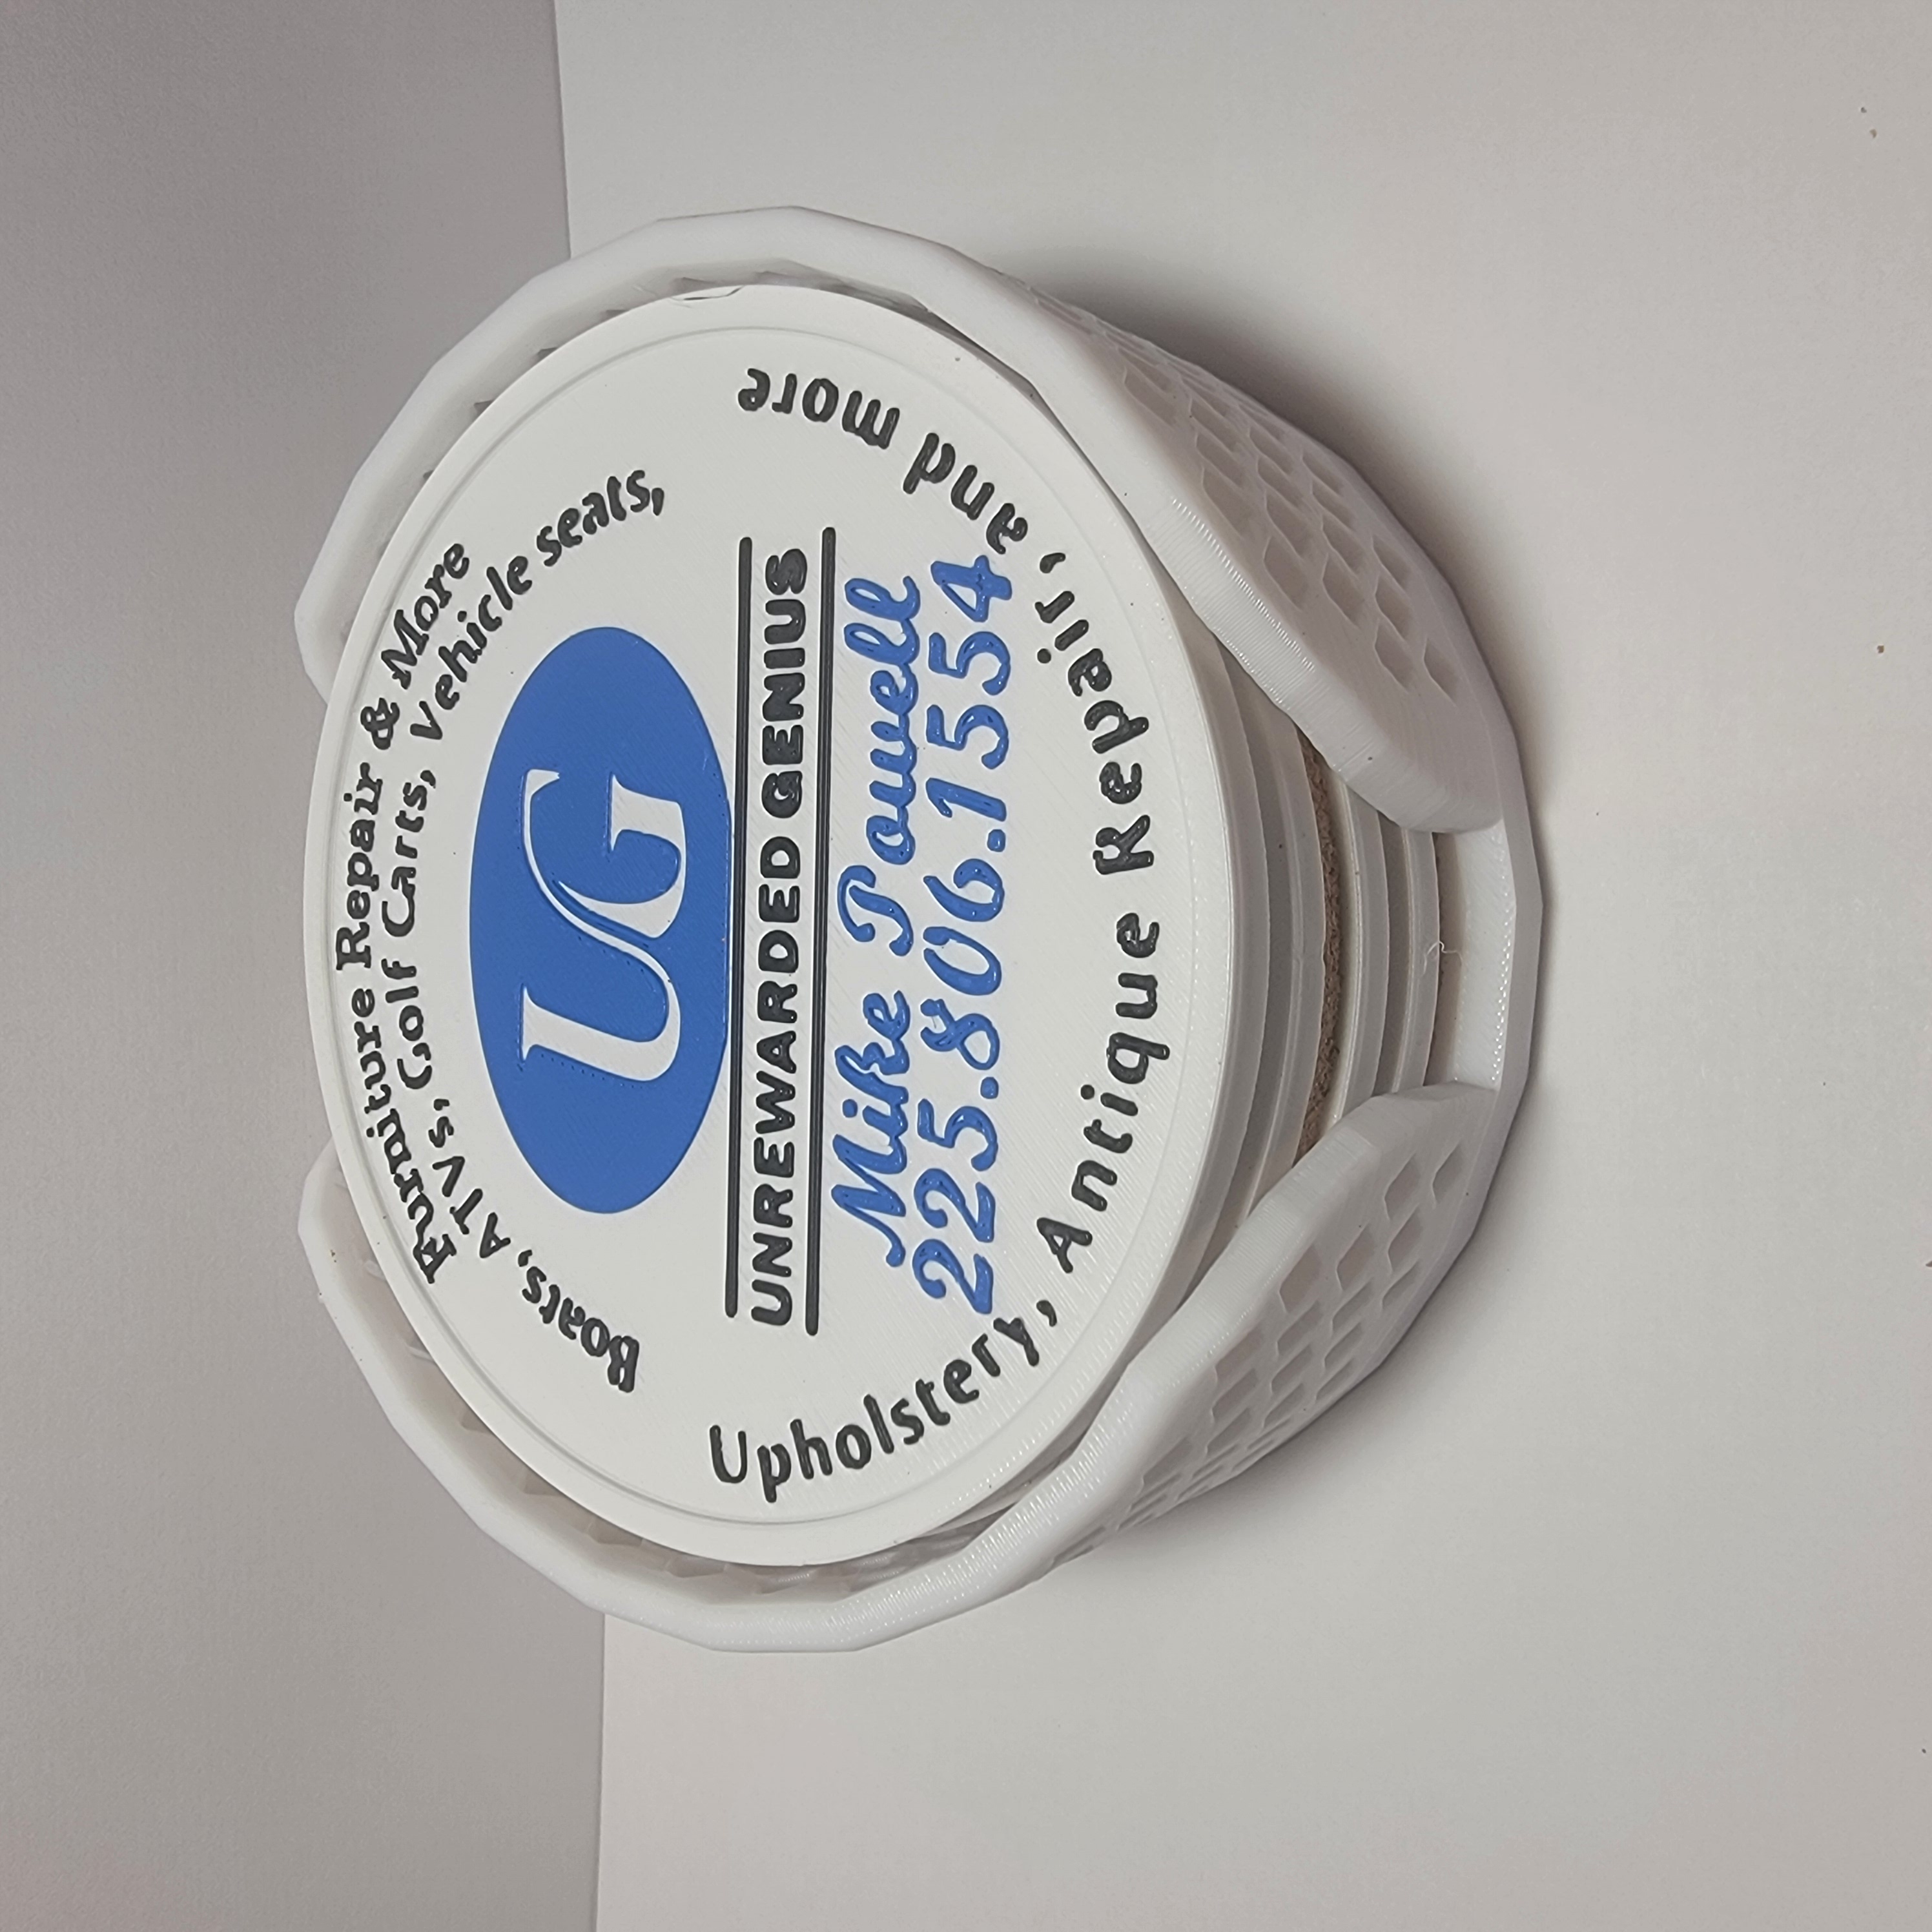 Furniture Repair & More
Boats, ATVs, Golf Carts, Vehicle seats,
UG
UNREWARDED GENIUS
Mike Powell
225.806.1554
Upholstery, Antique Repair, and more